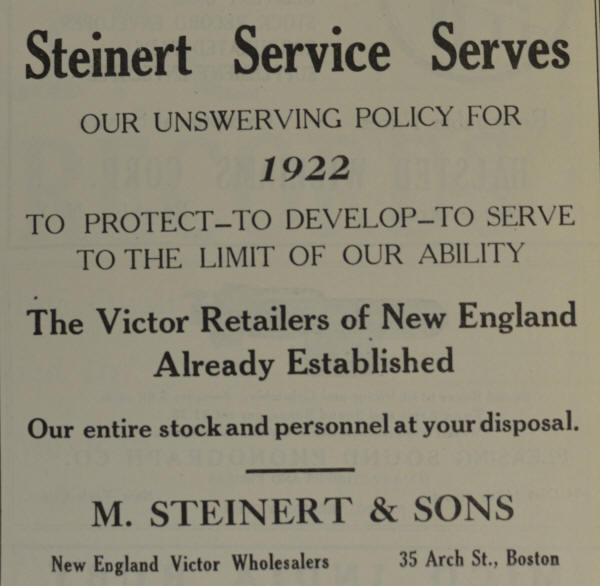 Steinert Service Serves
OUR UNSWERVING POLICY FOR
1922
TO PROTECT—TO DEVELOP—TO SERVE
TO THE LIMIT OF OUR ABILITY
The Victor Retailers of New England
Already Established
Our entire stock and personnel at your disposal.
M. STEINERT & SONS
New England Victor Wholesalers 35 Arch St., Boston